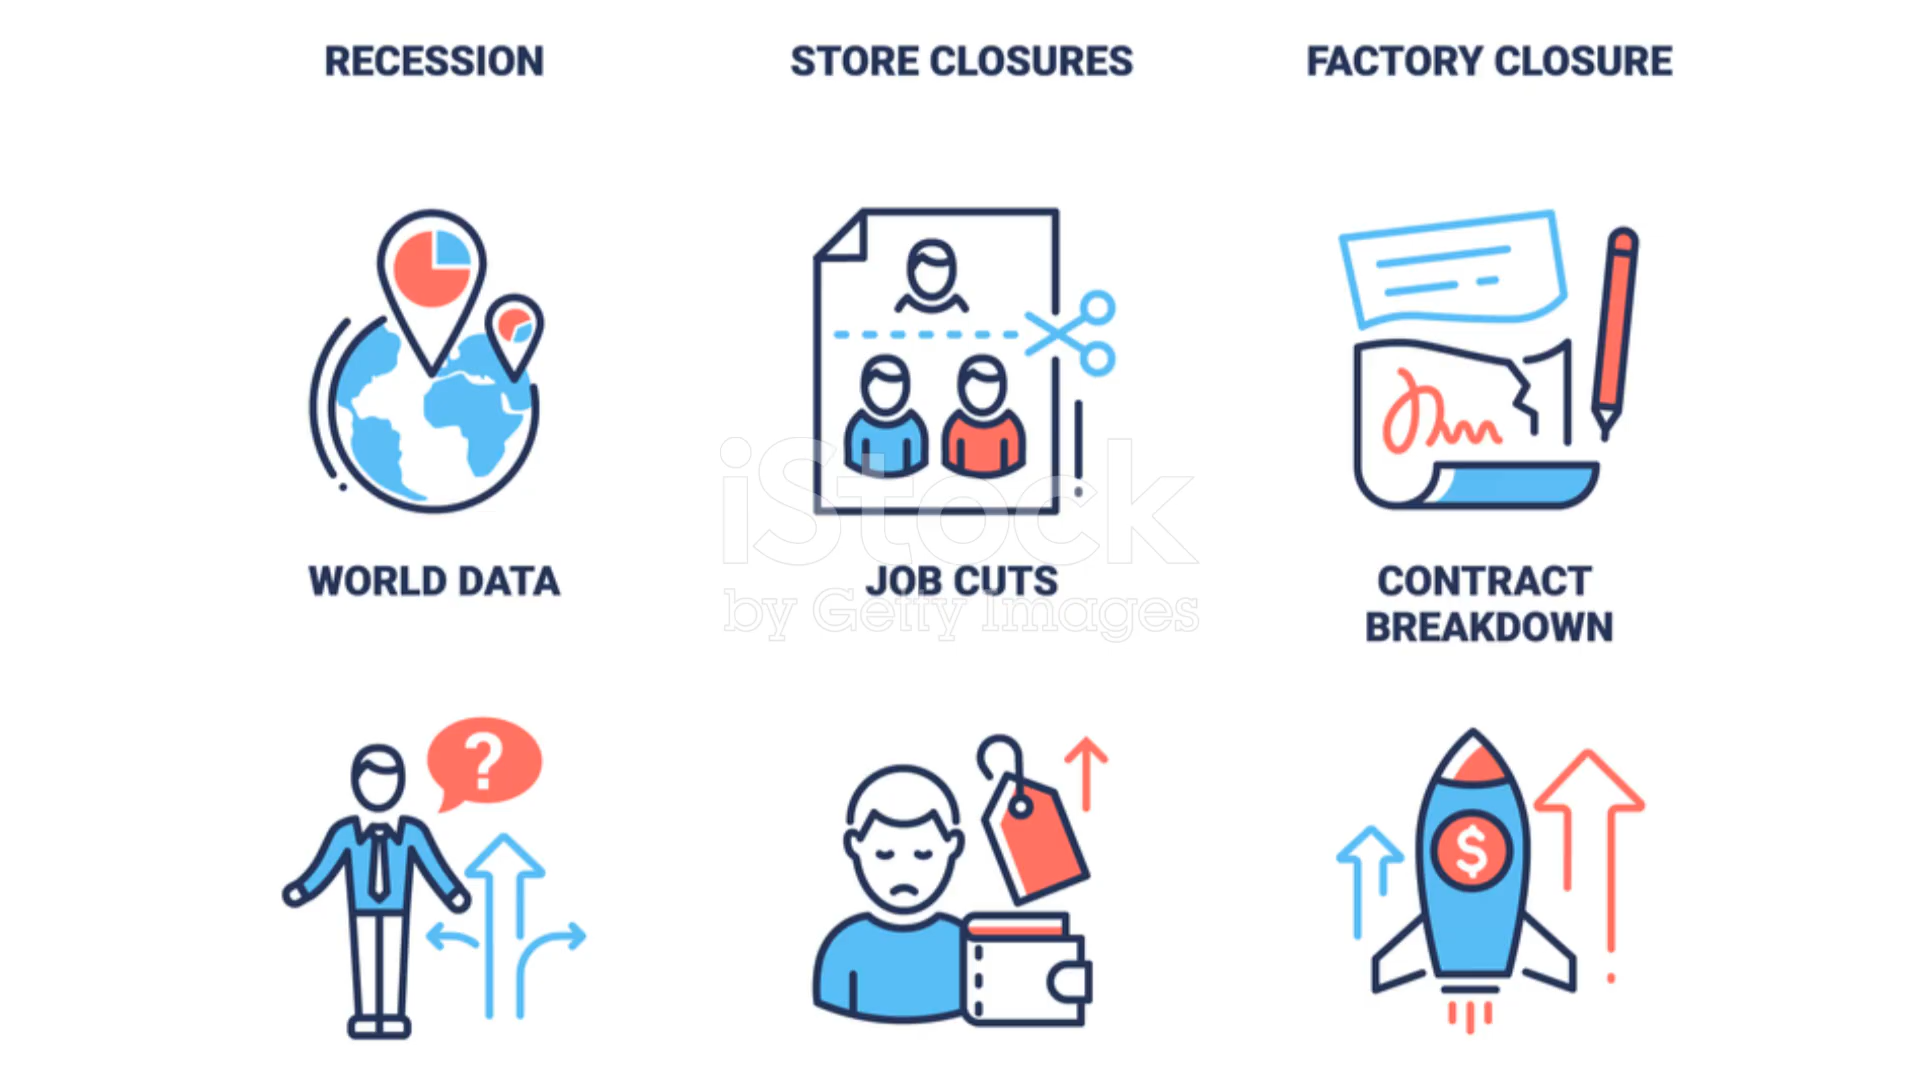 RECESSION
STORE CLOSURES
FACTORY CLOSURE
iStock
by Getty Images
WORLD DATA
JOB CUTS
CONTRACT
BREAKDOWN
?
$